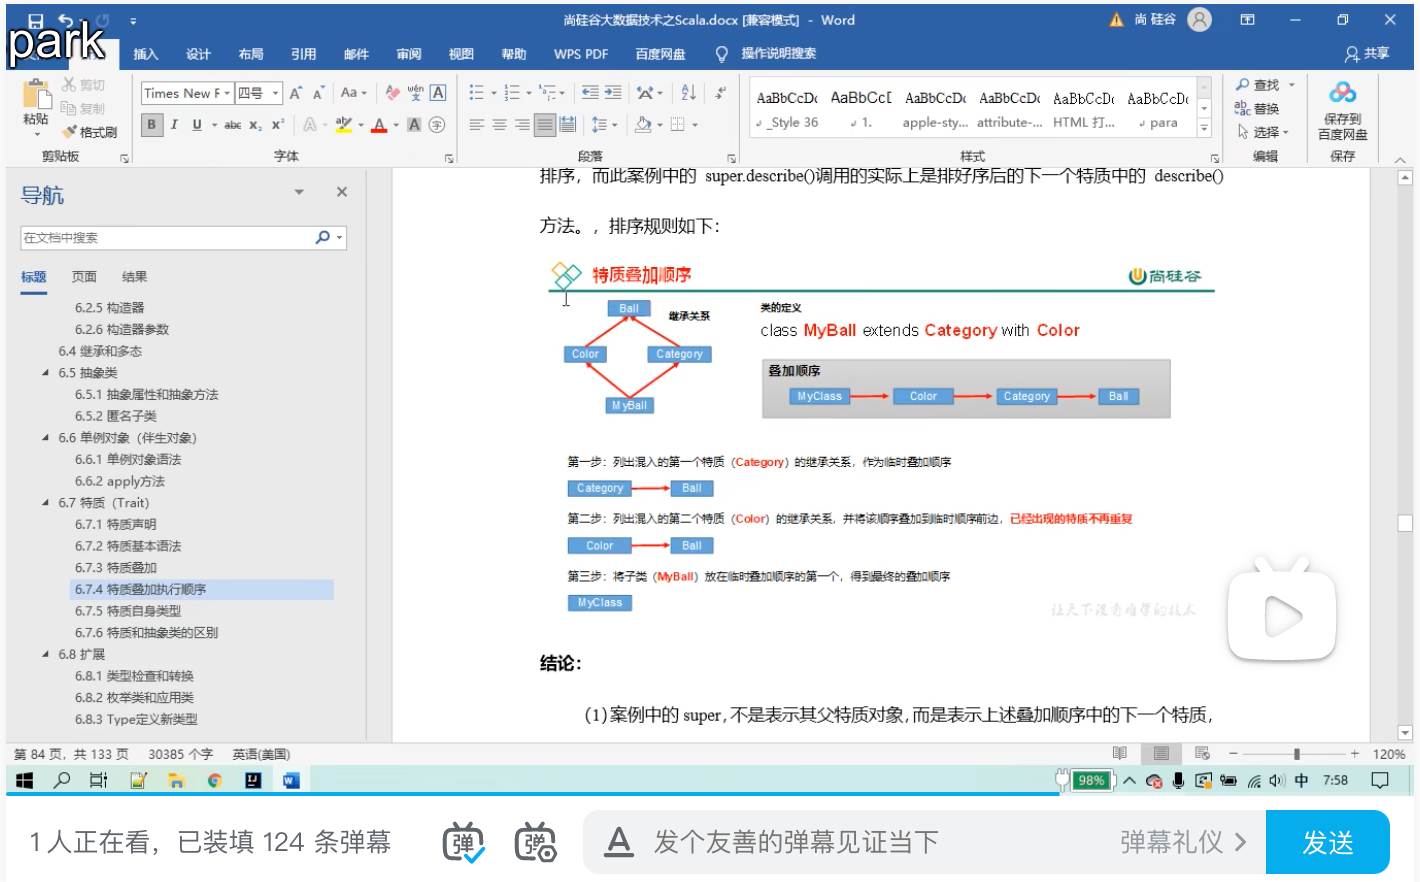 尚硅谷大数据技术之Scala.docx [兼容模式] - Word
尚 硅谷
park
插入 设计 布局 引用 邮件 审阅 视图 帮助 WPS PDF 百度网盘 操作说明搜索 共享
粘贴
剪切
复制
格式刷
剪贴板
Times New F 四号
字体
段落
AaBbCcDc AaBbCcD AaBbCcDc AaBbCcDc AaBbCcDc AaBbCcDc
_Style 36 1. apple-sty... attribute-... HTML 打... para
样式
查找
替换
选择
编辑
保存到
百度网盘
保存
导航
在文档中搜索
标题 页面 结果
6.2.5 构造器
6.2.6 构造器参数
6.4 继承和多态
6.5 抽象类
6.5.1 抽象属性和抽象方法
6.5.2 匿名子类
6.6 单例对象（伴生对象）
6.6.1 单例对象语法
6.6.2 apply方法
6.7 特质（Trait）
6.7.1 特质声明
6.7.2 特质基本语法
6.7.3 特质叠加
6.7.4 特质叠加执行顺序
6.7.5 特质自身类型
6.7.6 特质和抽象类的区别
6.8 扩展
6.8.1 类型检查和转换
6.8.2 枚举类和应用类
6.8.3 Type定义新类型
排序，而此案例中的 super.describe()调用的实际上是排好序后的下一个特质中的 describe()
方法。，排序规则如下：
特质叠加顺序
尚硅谷
Ball
继承关系
Color Category
MyBall
类的定义
class MyBall extends Category with Color
叠加顺序
MyClass Color Category Ball
第一步：列出混入的第一个特质（Category）的继承关系，作为临时叠加顺序
Category Ball
第二步：列出混入的第二个特质（Color）的继承关系，并将该顺序叠加到临时顺序前边，已经出现的特质不再重复
Color Ball
第三步：将子类（MyBall）放在临时叠加顺序的第一个，得到最终的叠加顺序
MyClass
让天下没有难学的技术
结论：
(1)案例中的 super,不是表示其父特质对象,而是表示上述叠加顺序中的下一个特质,
第 84 页，共 133 页 30385 个字 英语(美国)
120%
98%
中 7:58
1 人正在看，已装填 124 条弹幕
发个友善的弹幕见证当下
弹幕礼仪 >
发送